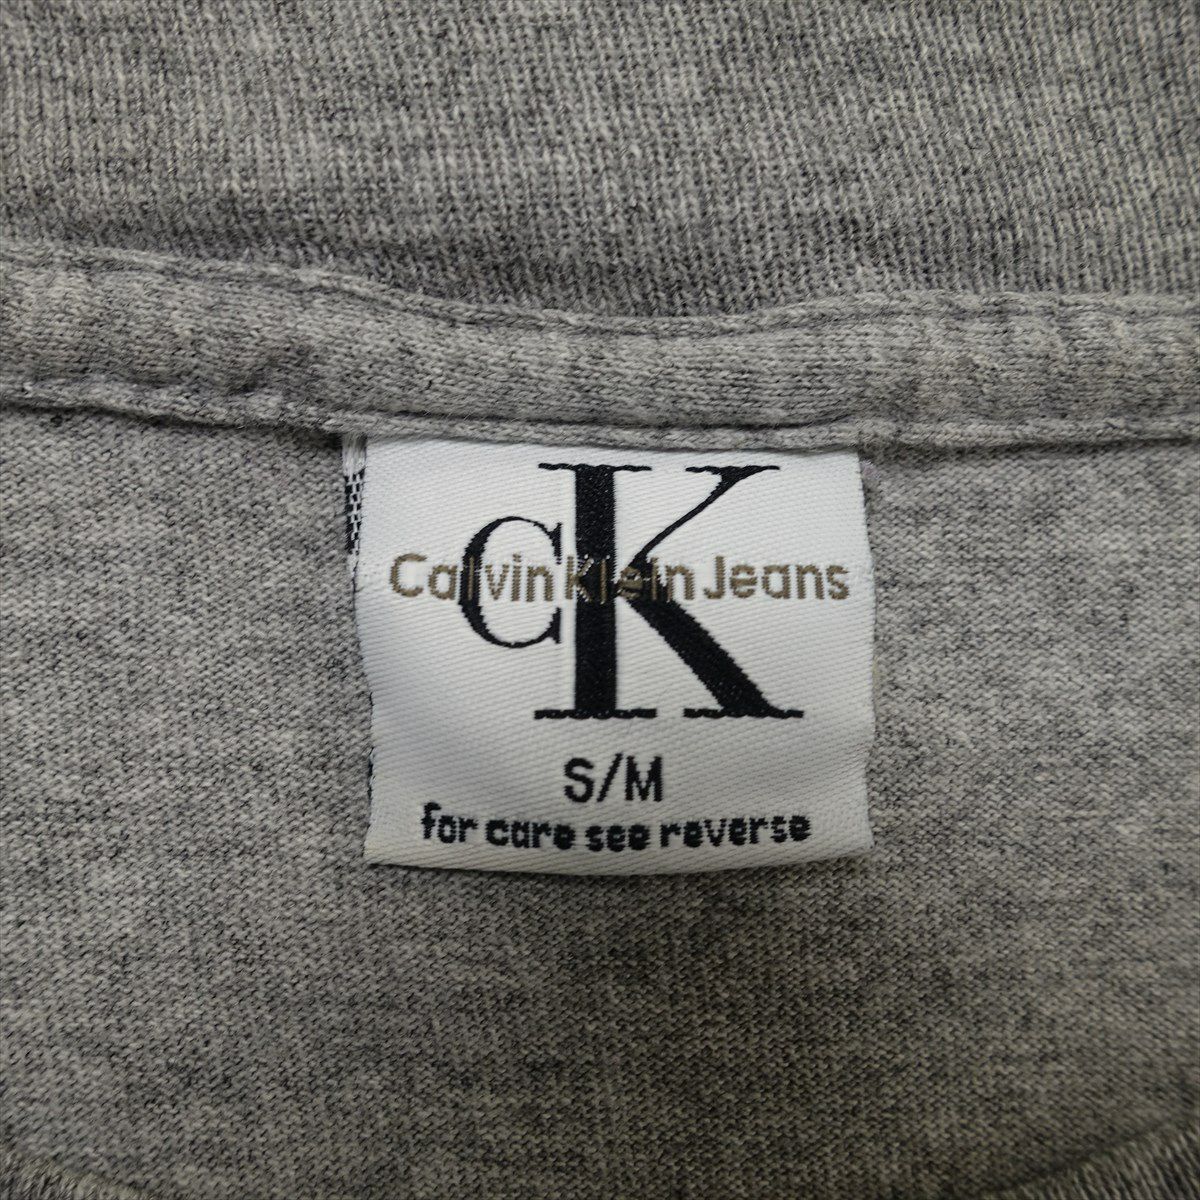 CK
Calvin Klein Jeans
S/M
for care see reverse